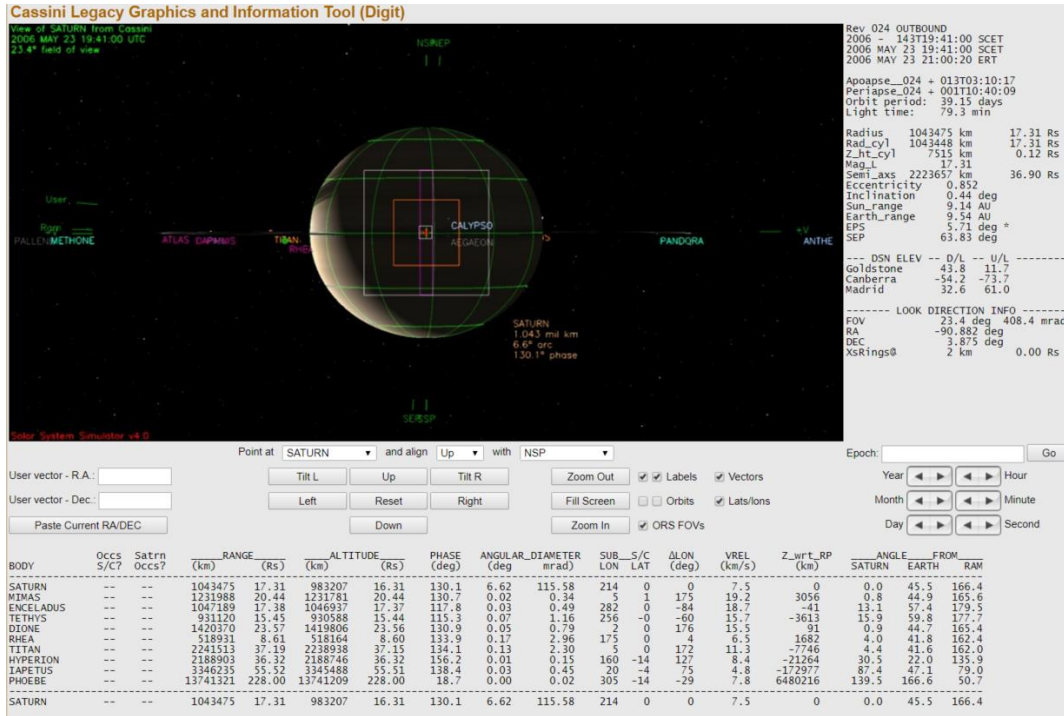 Cassini Legacy Graphics and Information Tool (Digit)
View of SATURN from Cassini
2006 MAY 23 19:41:00 UTC
23.4° field of view
User
PALLENE
METHONE
ATLAS
DAPHNIS
TITAN
CALYPSO
AEGAEON
PANDORA
+V
ANTHE
SATURN
1.043 mil km
6.6° arc
130.1° phase
Solar System Simulator v4.0
Rev 024 OUTBOUND
2006 - 143T19:41:00 SCET
2006 MAY 23 19:41:00 SCET
2006 MAY 23 21:00:20 ERT
Apoapse__024 + 013T03:10:17
Periapse_024 + 001T10:40:09
Orbit period: 39.15 days
Light time: 79.3 min
Radius 1043475 km 17.31 Rs
Rad_cyl 1043448 km 17.31 Rs
Z_ht_cyl 7515 km 0.12 Rs
Mag_L 17.31
Semi_axs 2223657 km 36.90 Rs
Eccentricity 0.852
Inclination 0.44 deg
Sun_range 9.14 AU
Earth_range 9.54 AU
EPS 5.71 deg *
SEP 63.83 deg
--- DSN ELEV -- D/L -- U/L --------
Goldstone 43.8 11.7
Canberra -54.2 -73.7
Madrid 32.6 61.0
------- LOOK DIRECTION INFO -------
FOV 23.4 deg 408.4 mrad
RA -90.882 deg
DEC 3.875 deg
XsRings@ 2 km 0.00 Rs
Point at SATURN and align Up with NSP
Epoch: Go
User vector - R.A.: Tilt L Up Tilt R Zoom Out Labels Vectors Year Hour
User vector - Dec.: Left Reset Right Fill Screen Orbits Lats/lons Month Minute
Paste Current RA/DEC Down Zoom In ORS FOVs Day Second
Occs Satrn ____RANGE____ ____ALTITUDE____ PHASE ANGULAR_DIAMETER SUB__S/C ΔLON VREL Z_wrt_RP ____ANGLE____FROM____
BODY S/C? Occs? (km) (Rs) (km) (Rs) (deg) (deg mrad) LON LAT (deg) (km/s) (km) SATURN EARTH RAM
SATURN -- -- 1043475 17.31 983207 16.31 130.1 6.62 115.58 214 0 0 7.5 0 0.0 45.5 166.4
MIMAS -- -- 1231988 20.44 1231781 20.44 130.7 0.02 0.34 5 1 175 19.2 3056 0.8 44.9 165.6
ENCELADUS -- -- 1047189 17.38 1046937 17.37 117.8 0.03 0.49 282 0 -84 18.7 -41 13.1 57.4 179.5
TETHYS -- -- 931120 15.45 930588 15.44 115.3 0.07 1.16 256 -0 -60 15.7 -3613 15.9 59.8 177.7
DIONE -- -- 1420370 23.57 1419806 23.56 130.9 0.05 0.79 2 0 176 15.5 91 0.9 44.7 165.4
RHEA -- -- 518931 8.61 518164 8.60 133.9 0.17 2.96 175 0 4 6.5 1682 4.0 41.8 162.4
TITAN -- -- 2241513 37.19 2238938 37.15 134.1 0.13 2.30 5 0 172 11.3 -7746 4.4 41.6 162.0
HYPERION -- -- 2188903 36.32 2188746 36.32 156.2 0.01 0.15 160 -14 127 8.4 -21264 30.5 22.0 135.9
IAPETUS -- -- 3346235 55.52 3345488 55.51 138.4 0.03 0.45 20 -4 75 4.8 -172977 87.4 47.1 79.0
PHOEBE -- -- 13741321 228.00 13741209 228.00 18.7 0.00 0.02 305 -14 -29 7.8 6480216 139.5 166.6 50.7
SATURN -- -- 1043475 17.31 983207 16.31 130.1 6.62 115.58 214 0 0 7.5 0 0.0 45.5 166.4